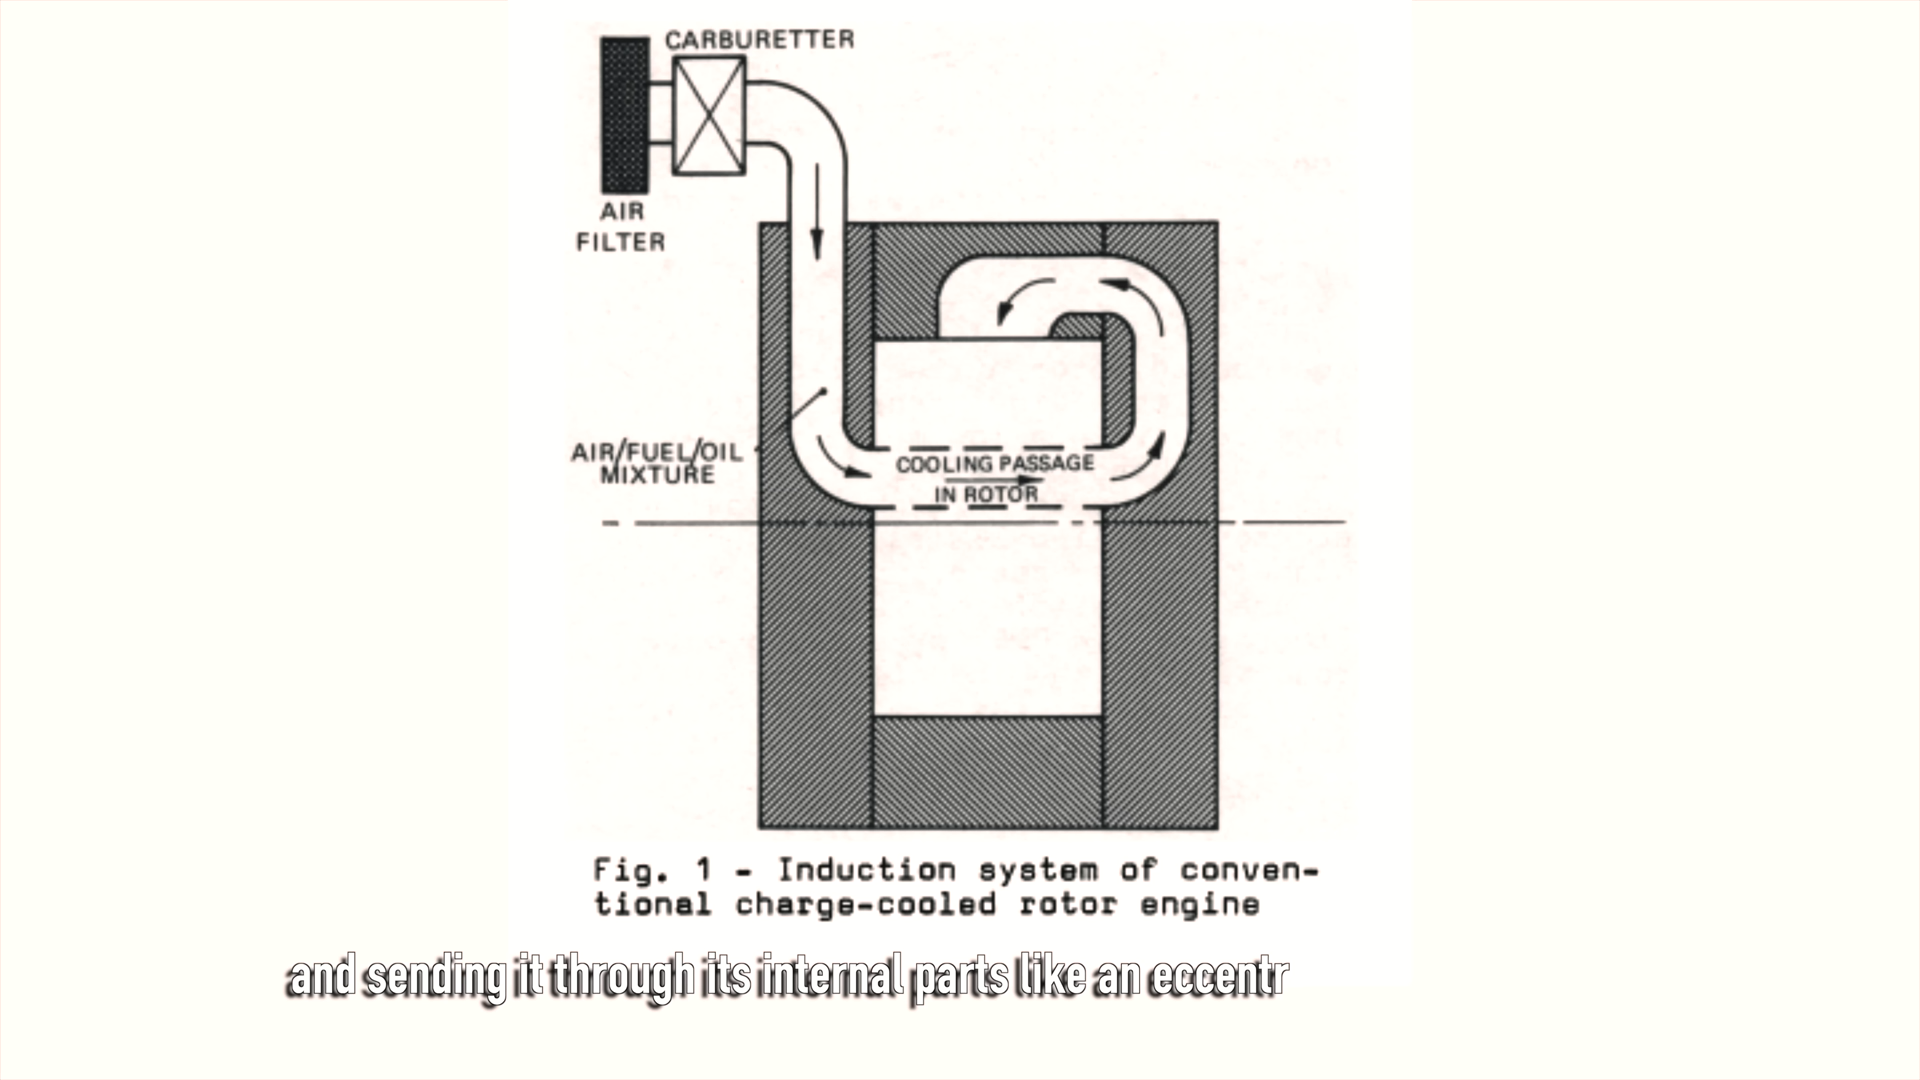 CARBURETTER
AIR
FILTER
AIR/FUEL/OIL
MIXTURE
COOLING PASSAGE
IN ROTOR
Fig. 1 - Induction system of conven-
tional charge-cooled rotor engine
and sending it through its internal parts like an eccentr